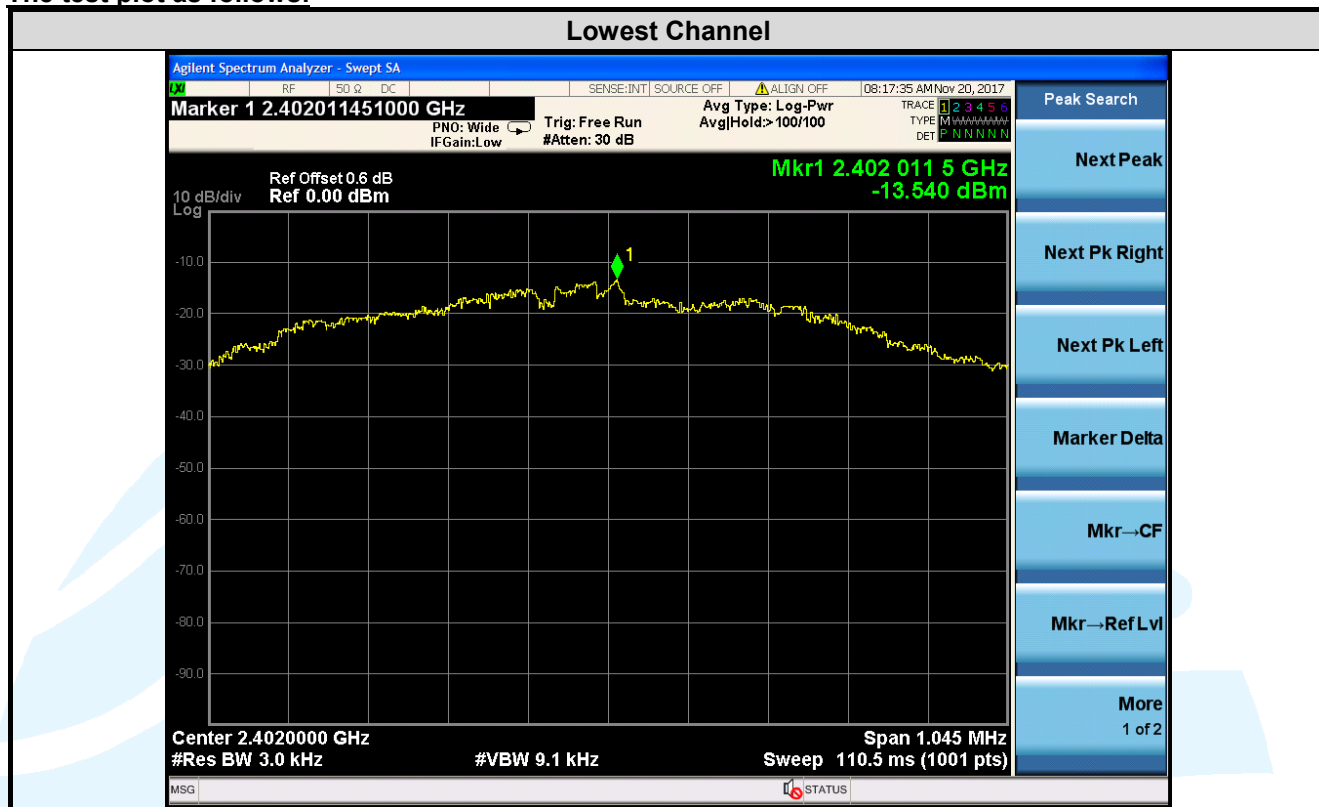 The test plot as follows:
Lowest Channel
Agilent Spectrum Analyzer - Swept SA
LXI RF 50 Ω DC SENSE:INT SOURCE OFF ALIGN OFF 08:17:35 AM Nov 20, 2017
Marker 1 2.402011451000 GHz
PNO: Wide
IFGain:Low
Trig: Free Run
#Atten: 30 dB
Avg Type: Log-Pwr
Avg|Hold:> 100/100
TRACE 1 2 3 4 5 6
TYPE M
DET P N N N N N
Peak Search
Mkr1 2.402 011 5 GHz
-13.540 dBm
Ref Offset 0.6 dB
10 dB/div Ref 0.00 dBm
Log
1
-10.0
-20.0
-30.0
-40.0
-50.0
-60.0
-70.0
-80.0
-90.0
Next Peak
Next Pk Right
Next Pk Left
Marker Delta
Mkr→CF
Mkr→Ref Lvl
More
1 of 2
Center 2.4020000 GHz Span 1.045 MHz
#Res BW 3.0 kHz #VBW 9.1 kHz Sweep 110.5 ms (1001 pts)
MSG STATUS